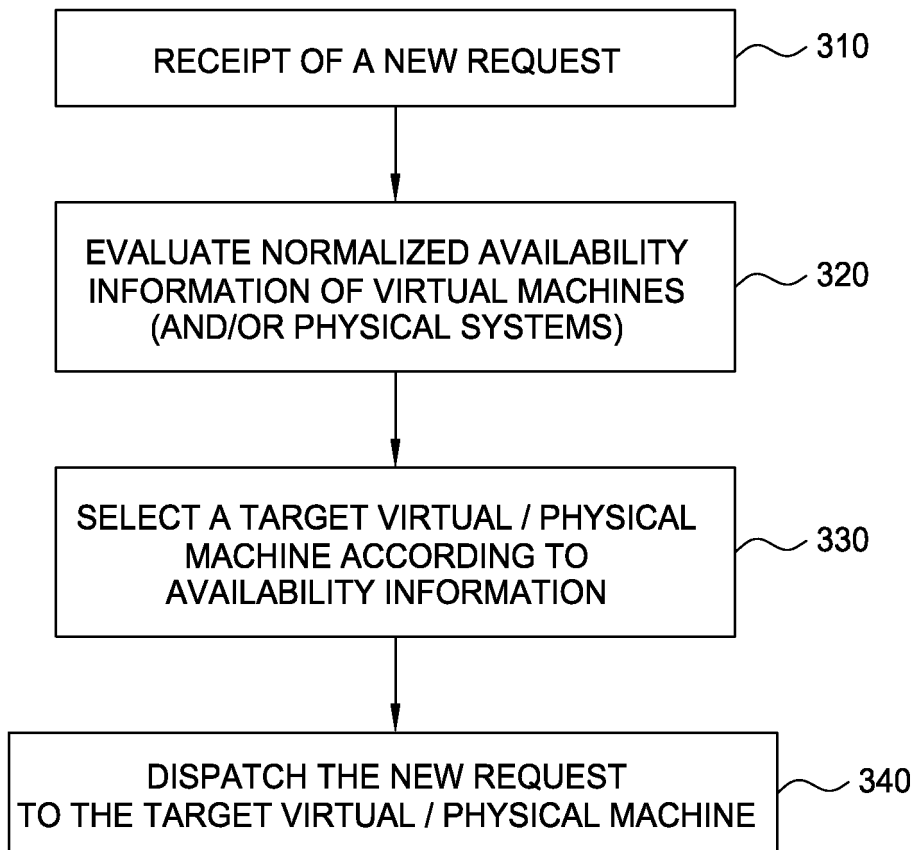 RECEIPT OF A NEW REQUEST
310
EVALUATE NORMALIZED AVAILABILITY
INFORMATION OF VIRTUAL MACHINES
(AND/OR PHYSICAL SYSTEMS)
320
SELECT A TARGET VIRTUAL / PHYSICAL
MACHINE ACCORDING TO
AVAILABILITY INFORMATION
330
DISPATCH THE NEW REQUEST
TO THE TARGET VIRTUAL / PHYSICAL MACHINE
340